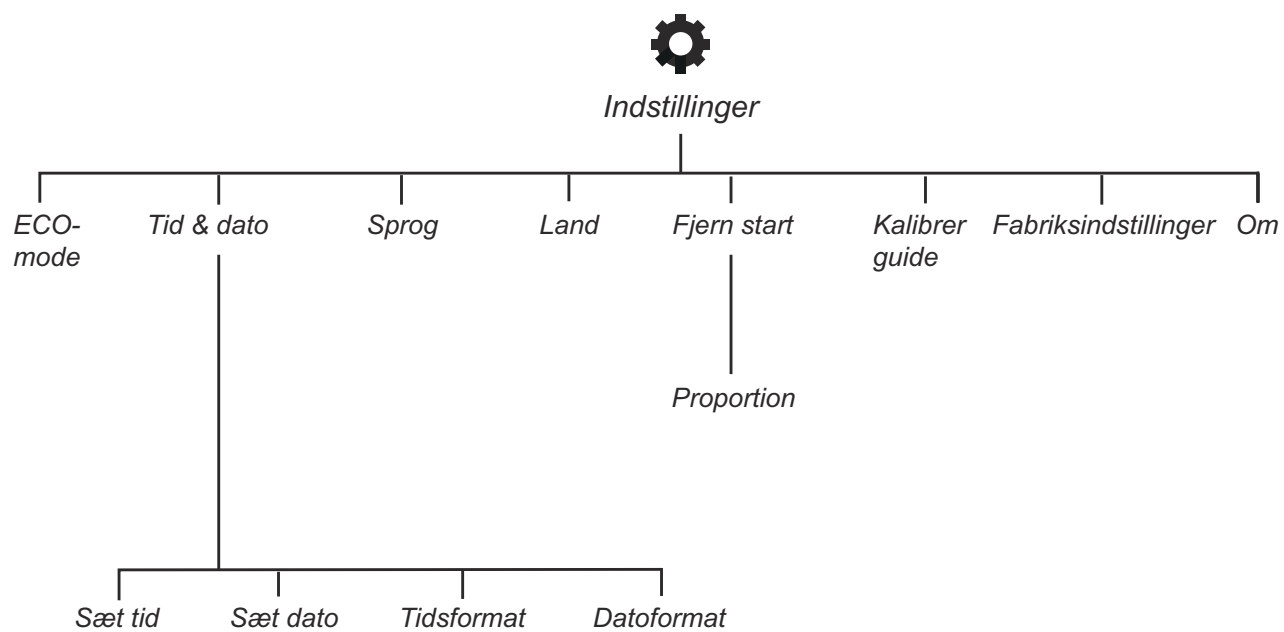 Indstillinger
ECO-
mode
Tid & dato
Sprog
Land
Fjern start
Kalibrer
guide
Fabriksindstillinger
Om
Proportion
Sæt tid
Sæt dato
Tidsformat
Datoformat